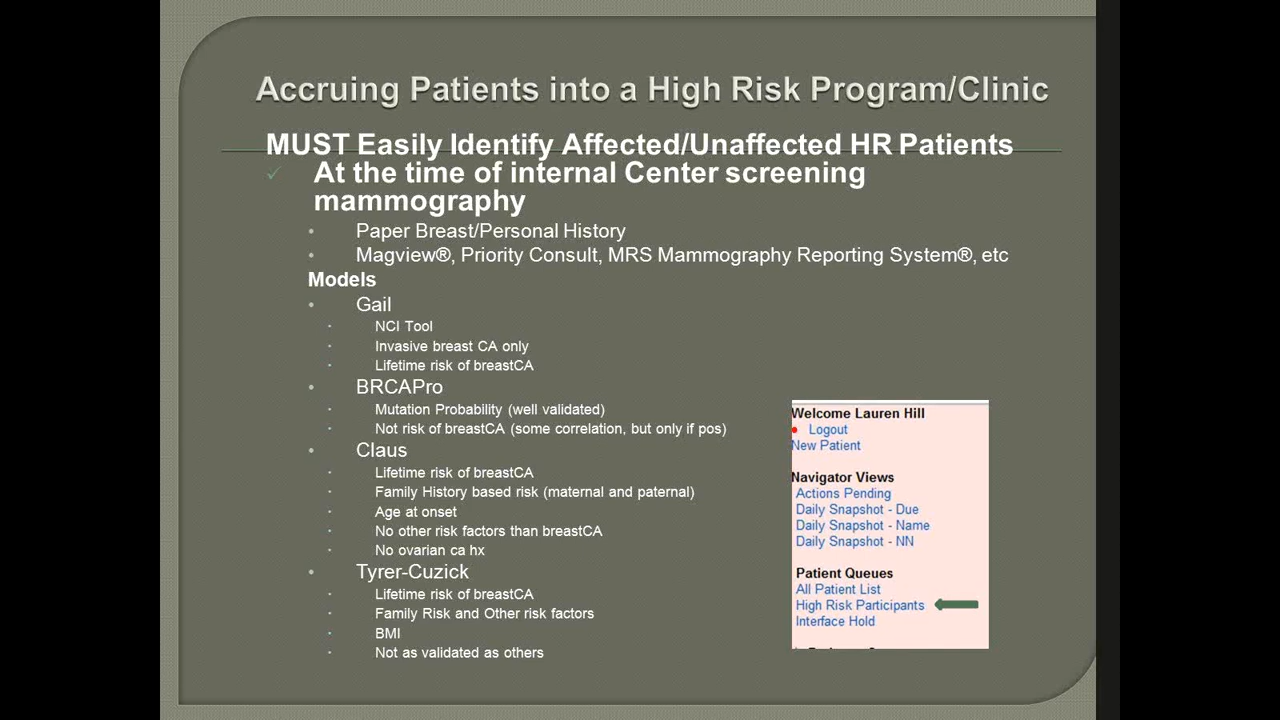 Accruing Patients into a High Risk Program/Clinic
MUST Easily Identify Affected/Unaffected HR Patients
✓ At the time of internal Center screening
mammography
• Paper Breast/Personal History
• Magview®, Priority Consult, MRS Mammography Reporting System®, etc
Models
• Gail
• NCI Tool
• Invasive breast CA only
• Lifetime risk of breastCA
• BRCAPro
• Mutation Probability (well validated)
• Not risk of breastCA (some correlation, but only if pos)
• Claus
• Lifetime risk of breastCA
• Family History based risk (maternal and paternal)
• Age at onset
• No other risk factors than breastCA
• No ovarian ca hx
• Tyrer-Cuzick
• Lifetime risk of breastCA
• Family Risk and Other risk factors
• BMI
• Not as validated as others
Welcome Lauren Hill
• Logout
New Patient
Navigator Views
Actions Pending
Daily Snapshot - Due
Daily Snapshot - Name
Daily Snapshot - NN
Patient Queues
All Patient List
High Risk Participants
Interface Hold